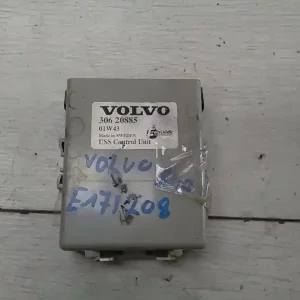 VOLVO
306 20885
01W43
Made in SWEDEN
USS Control Unit
VOLVO
E171208